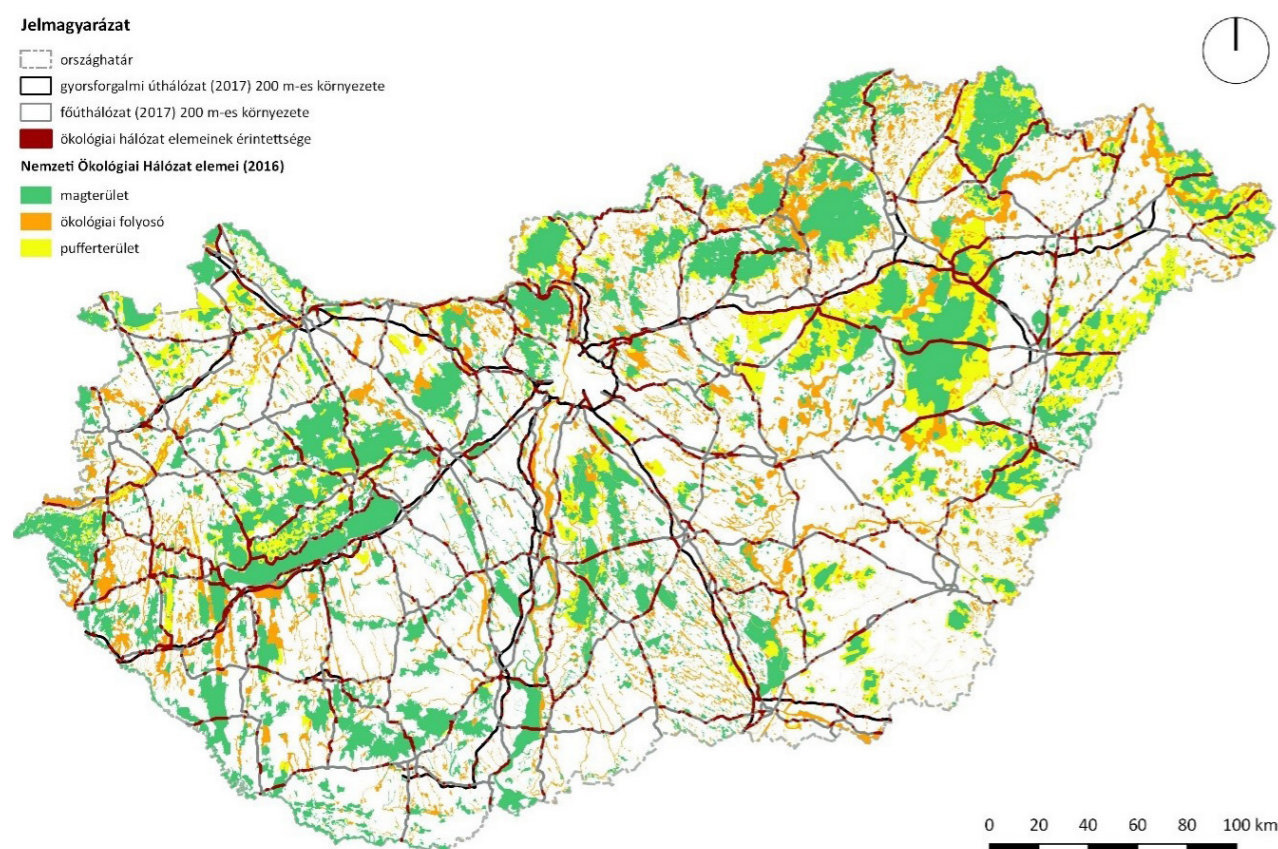 Jelmagyarázat
országhatár
gyorsforgalmi úthálózat (2017) 200 m-es környezete
főúthálózat (2017) 200 m-es környezete
ökológiai hálózat elemeinek érintettsége
Nemzeti Ökológiai Hálózat elemei (2016)
magterület
ökológiai folyosó
pufferterület
0 20 40 60 80 100 km